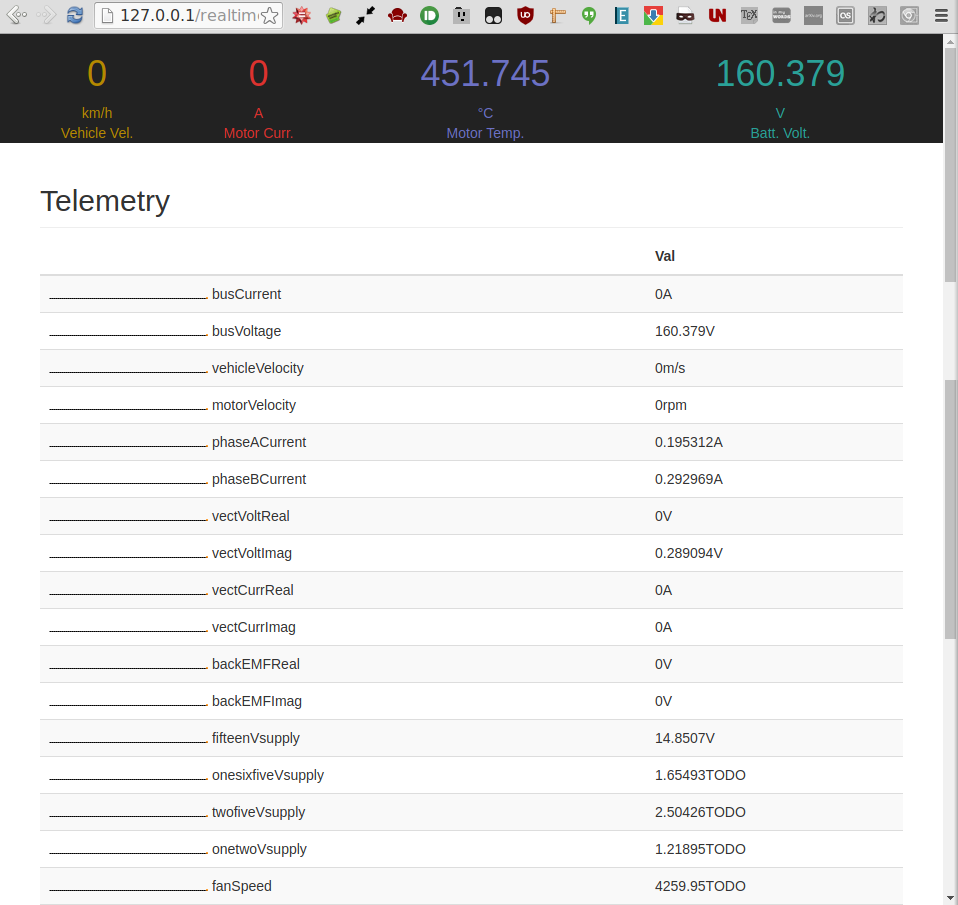 127.0.0.1/realtim
0 0 451.745 160.379
km/h A °C V
Vehicle Vel. Motor Curr. Motor Temp. Batt. Volt.
Telemetry
Val
busCurrent 0A
busVoltage 160.379V
vehicleVelocity 0m/s
motorVelocity 0rpm
phaseACurrent 0.195312A
phaseBCurrent 0.292969A
vectVoltReal 0V
vectVoltImag 0.289094V
vectCurrReal 0A
vectCurrImag 0A
backEMFReal 0V
backEMFImag 0V
fifteenVsupply 14.8507V
onesixfiveVsupply 1.65493TODO
twofiveVsupply 2.50426TODO
onetwoVsupply 1.21895TODO
fanSpeed 4259.95TODO